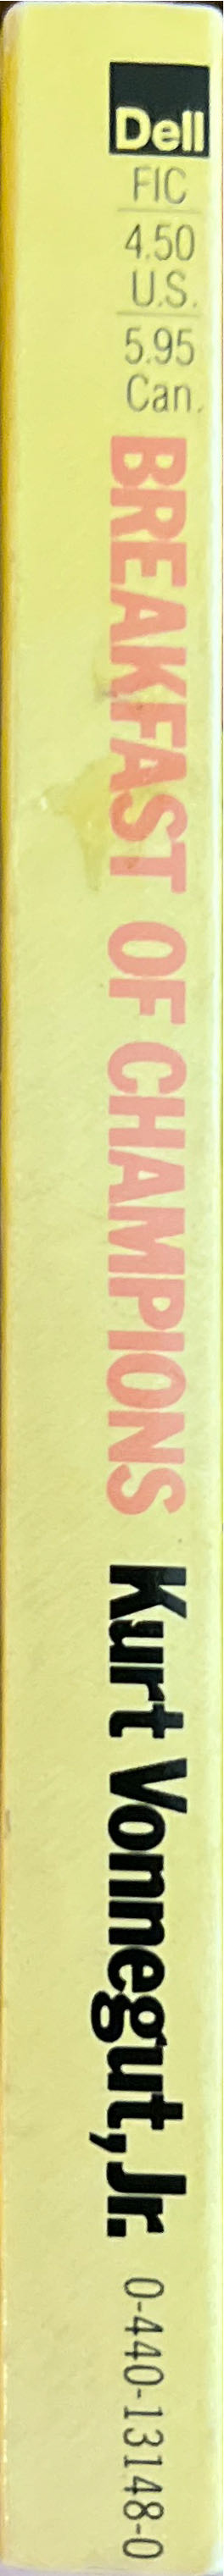 Dell
FIC
4.50
U.S.
5.95
Can.
BREAKFAST OF CHAMPIONS
Kurt Vonnegut, Jr.
0-440-13148-0